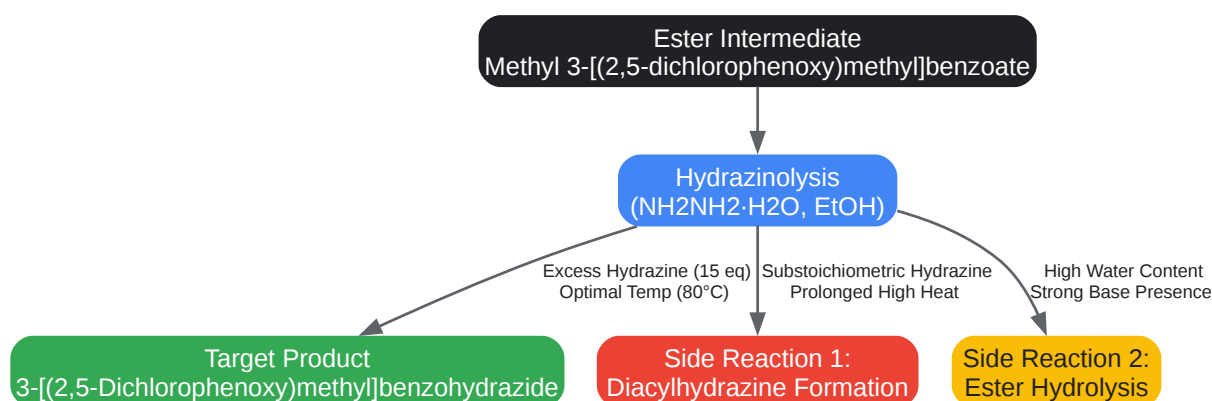 Ester Intermediate
Methyl 3-[(2,5-dichlorophenoxy)methyl]benzoate
Hydrazinolysis
(NH2NH2·H2O, EtOH)
Excess Hydrazine (15 eq)
Optimal Temp (80°C)
Substoichiometric Hydrazine
Prolonged High Heat
High Water Content
Strong Base Presence
Target Product
3-[(2,5-Dichlorophenoxy)methyl]benzohydrazide
Side Reaction 1:
Diacylhydrazine Formation
Side Reaction 2:
Ester Hydrolysis